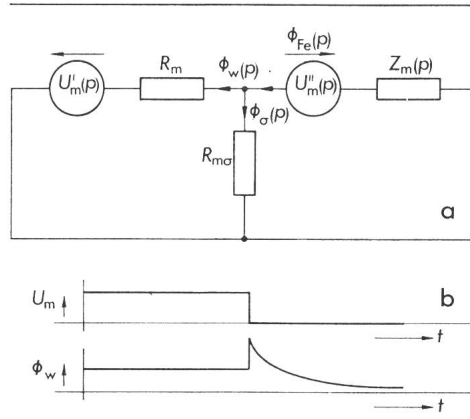 ϕFe(p)
Rm ϕw(p) Zm(p)
U'm(p) U''m(p)
ϕσ(p)
Rmσ
a
b
Um
t
ϕw
t